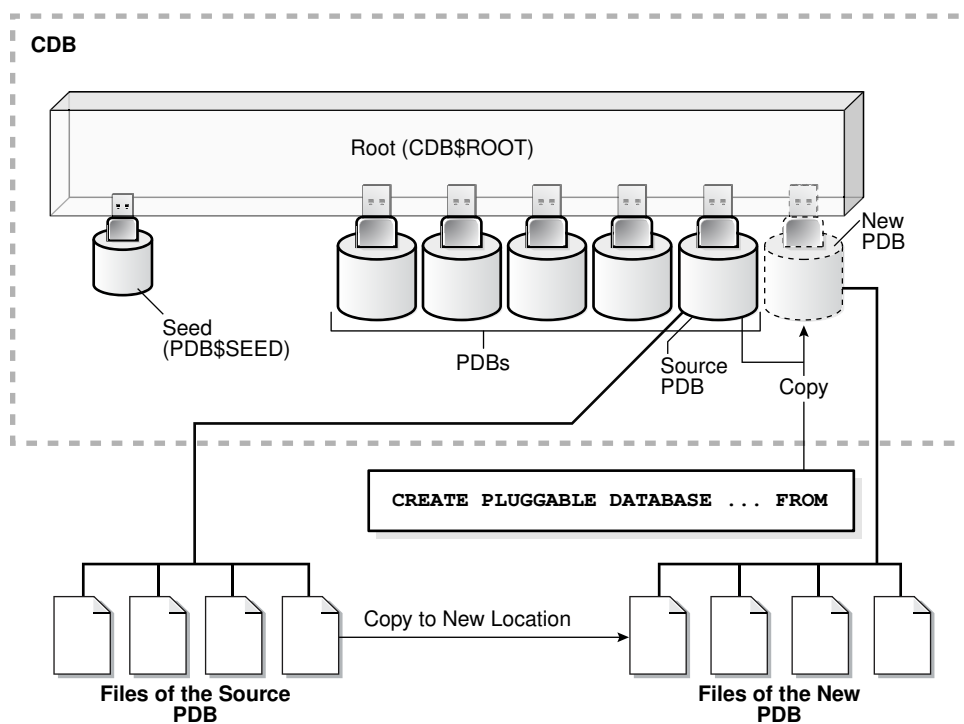 CDB
Root (CDB$ROOT)
New
PDB
Seed
(PDB$SEED)
PDBs
Source
PDB
Copy
CREATE PLUGGABLE DATABASE ... FROM
Copy to New Location
Files of the Source
PDB
Files of the New
PDB